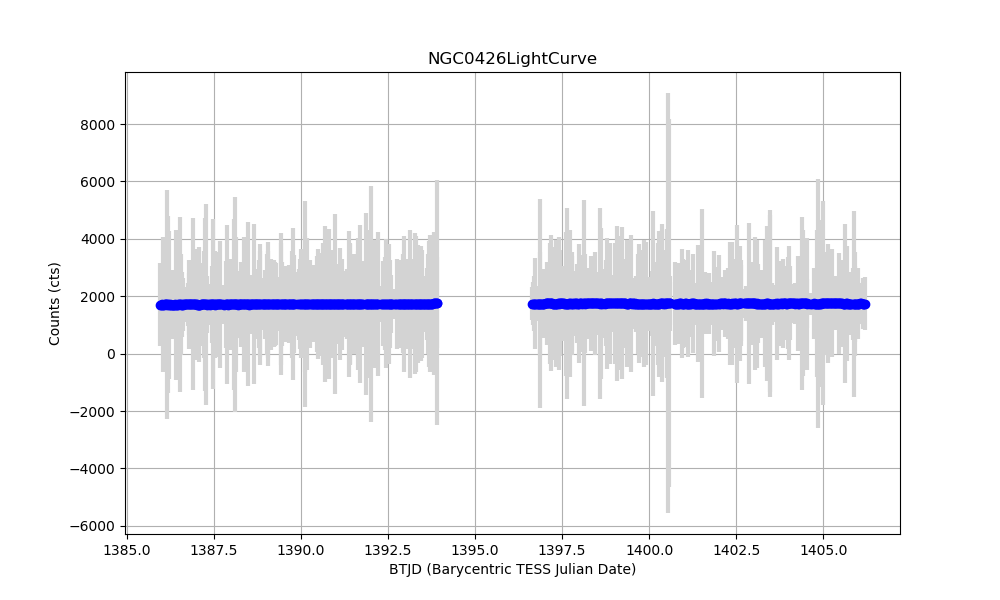 NGC0426LightCurve
Counts (cts)
8000
6000
4000
2000
0
−2000
−4000
−6000
1385.0 1387.5 1390.0 1392.5 1395.0 1397.5 1400.0 1402.5 1405.0
BTJD (Barycentric TESS Julian Date)